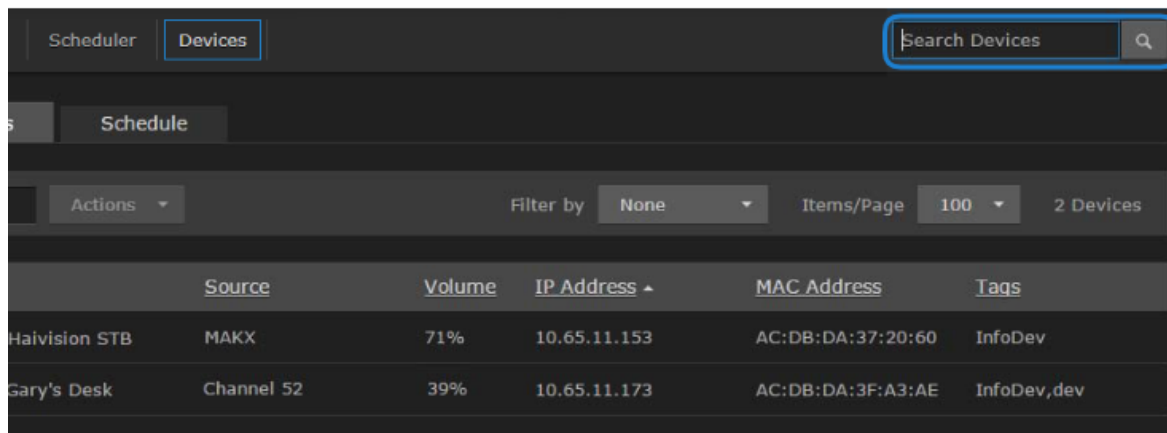 Scheduler Devices Search Devices
s Schedule
Actions Filter by None Items/Page 100 2 Devices
Source Volume IP Address MAC Address Tags
Haivision STB MAKX 71% 10.65.11.153 AC:DB:DA:37:20:60 InfoDev
Gary's Desk Channel 52 39% 10.65.11.173 AC:DB:DA:3F:A3:AE InfoDev,dev